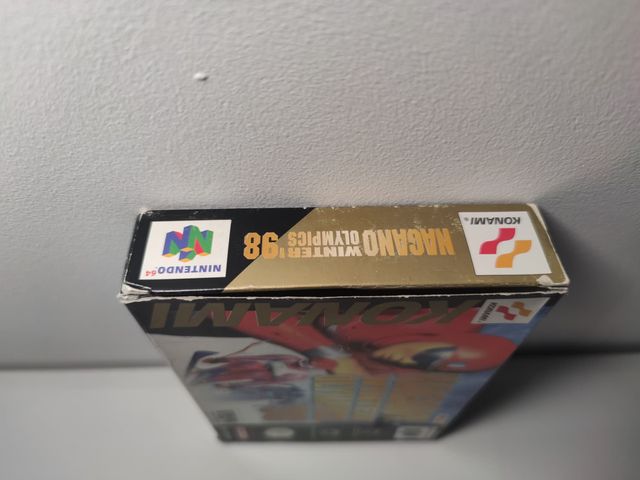 KONAMI®
NAGANO
WINTER
OLYMPICS
'98
NINTENDO 64
KONAMI
KONAMI